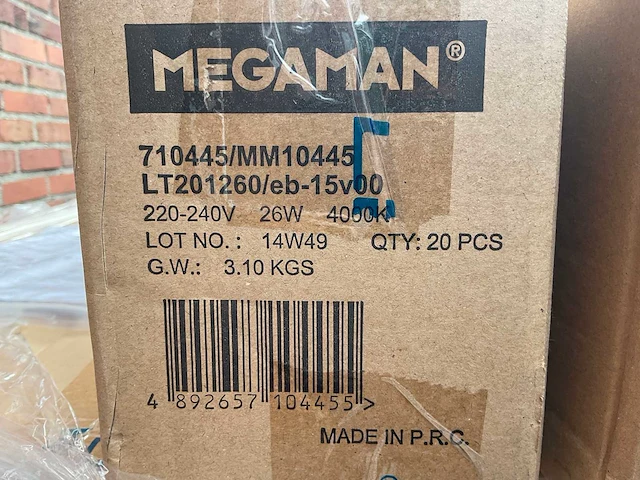 MEGAMAN®
710445/MM10445
LT201260/eb-15v00
220-240V 26W 4000K
LOT NO.: 14W49 QTY: 20 PCS
G.W.: 3.10 KGS
4 892657 104455 >
MADE IN P.R.C.